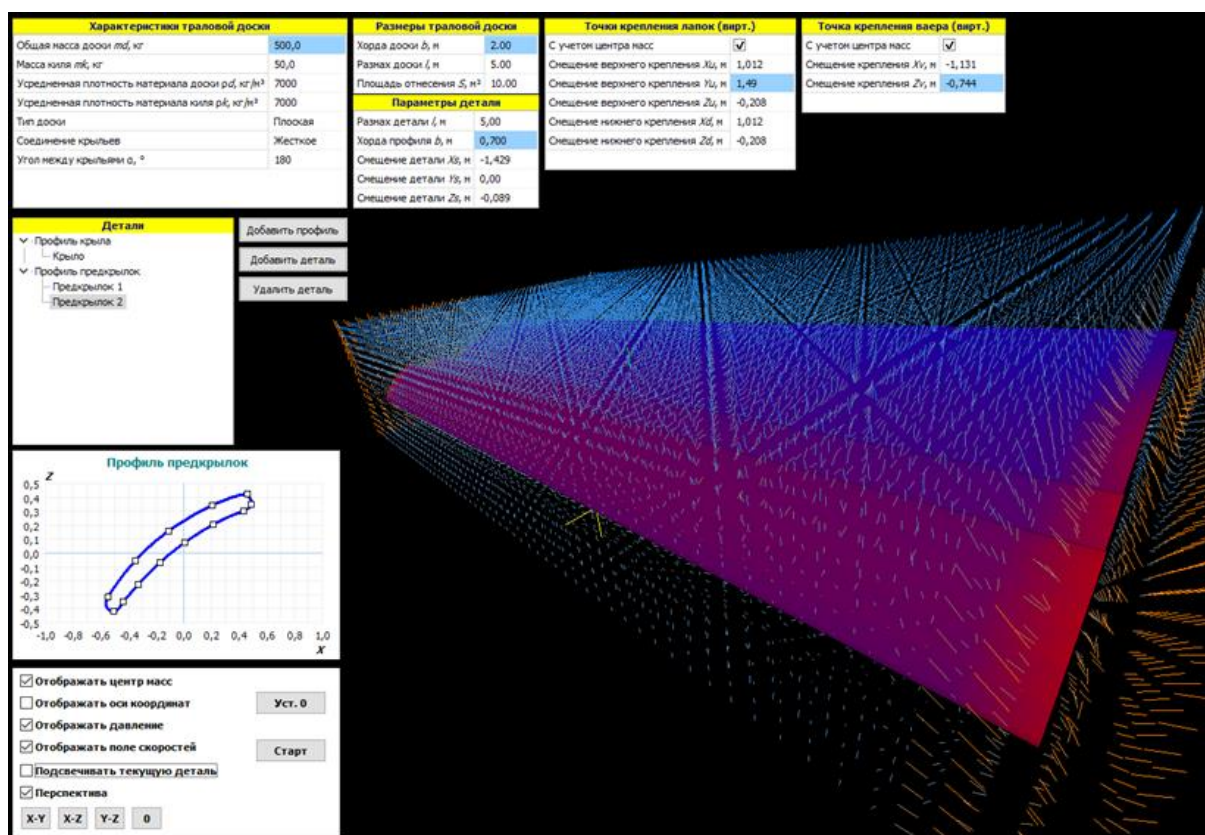 Характеристики траловой доски
Общая масса доски md, кг 500,0
Масса киля mk, кг 50,0
Усредненная плотность материала доски pd, кг/м³ 7000
Усредненная плотность материала киля pk, кг/м³ 7000
Тип доски Плоская
Соединение крыльев Жесткое
Угол между крыльями α, ° 180
Размеры траловой доски
Хорда доски b, м 2.00
Размах доски l, м 5.00
Площадь отнесения S, м² 10.00
Параметры детали
Размах детали l, м 5,00
Хорда профиля b, м 0,700
Смещение детали Xs, м -1,429
Смещение детали Ys, м 0,00
Смещение детали Zs, м -0,089
Точки крепления лапок (вирт.)
С учетом центра масс
Смещение верхнего крепления Xu, м 1,012
Смещение верхнего крепления Yu, м 1,49
Смещение верхнего крепления Zu, м -0,208
Смещение нижнего крепления Xd, м 1,012
Смещение нижнего крепления Zd, м -0,208
Точка крепления ваера (вирт.)
С учетом центра масс
Смещение крепления Xv, м -1,131
Смещение крепления Zv, м -0,744
Детали
Профиль крыла
Крыло
Профиль предкрылок
Предкрылок 1
Предкрылок 2
Добавить профиль
Добавить деталь
Удалить деталь
Профиль предкрылок
Z
0,5
0,4
0,3
0,2
0,1
0,0
-0,1
-0,2
-0,3
-0,4
-0,5
-1,0 -0,8 -0,6 -0,4 -0,2 0,0 0,2 0,4 0,6 0,8 1,0
X
Отображать центр масс
Отображать оси координат
Отображать давление
Отображать поле скоростей
Подсвечивать текущую деталь
Перспектива
Уст. 0
Старт
X-Y X-Z Y-Z 0